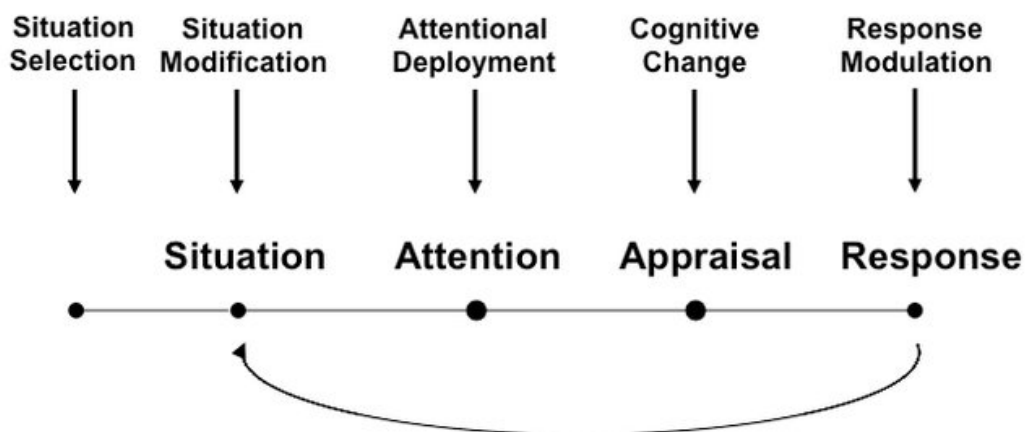 Situation
Selection
Situation
Modification
Attentional
Deployment
Cognitive
Change
Response
Modulation
Situation
Attention
Appraisal
Response